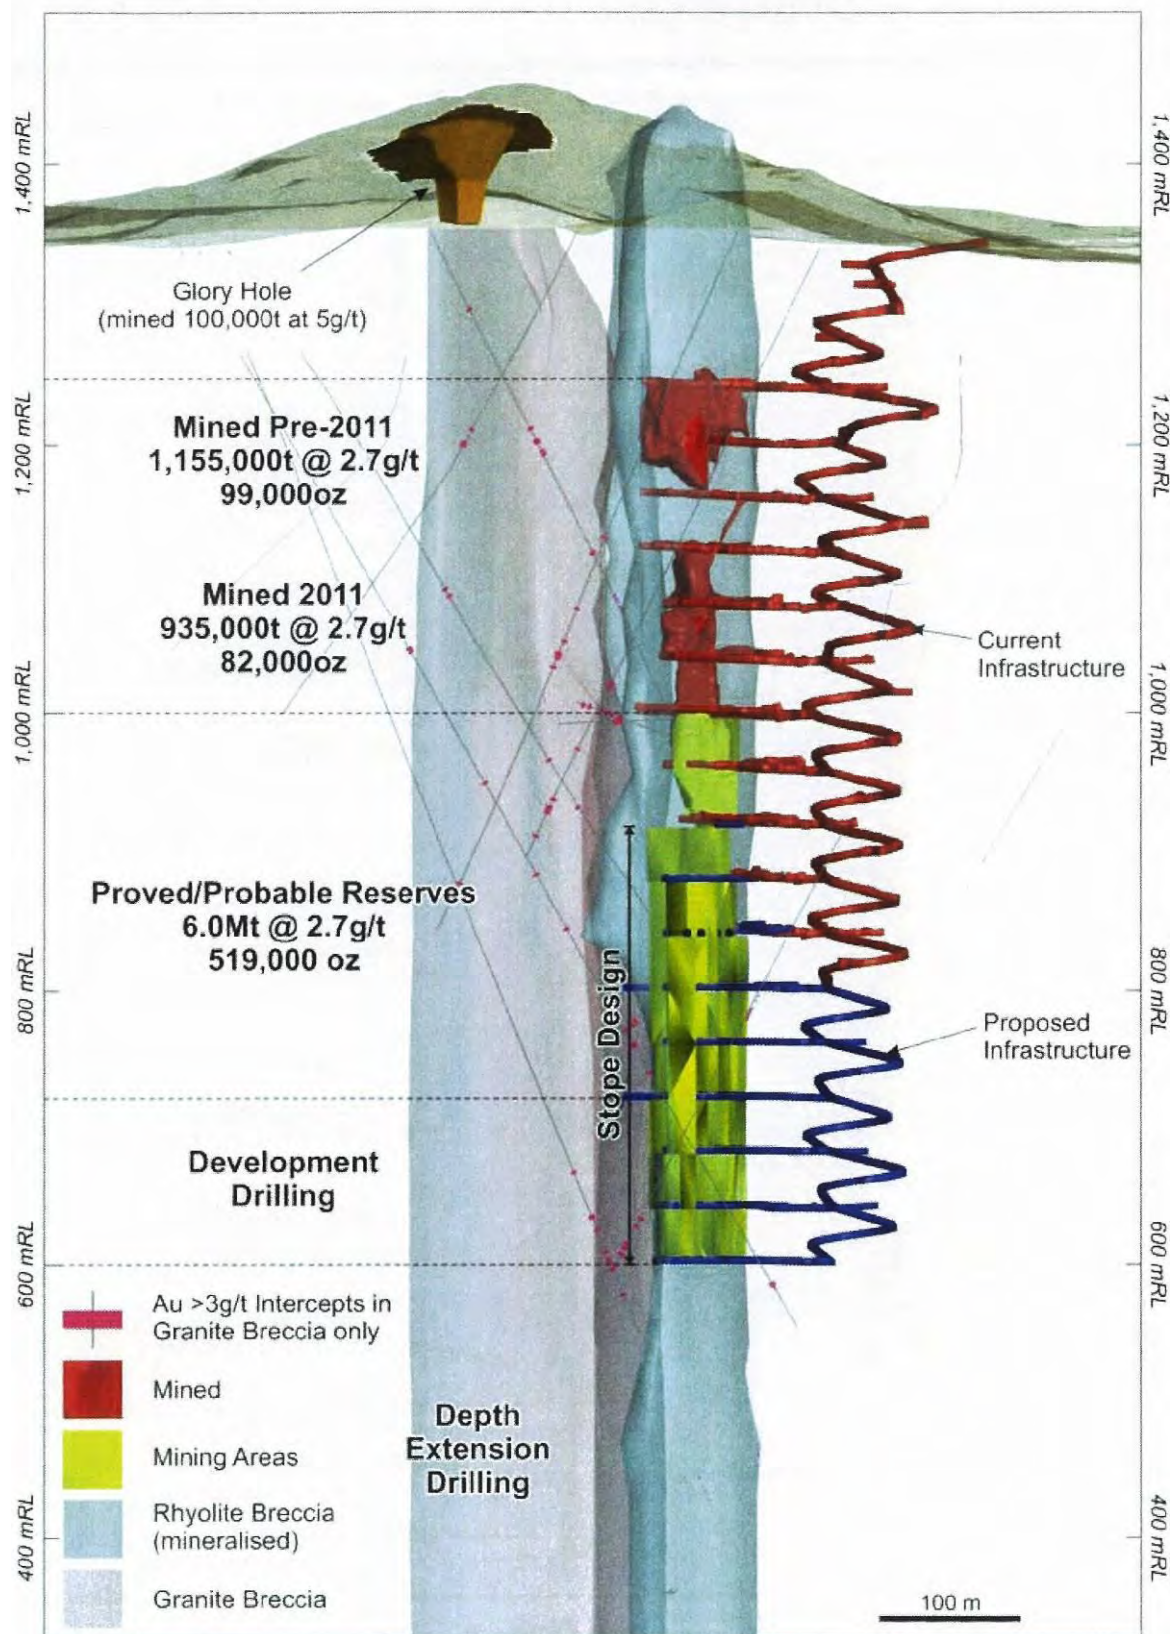 1,400 mRL
1,400 mRL
Glory Hole
(mined 100,000t at 5g/t)
Mined Pre-2011
1,155,000t @ 2.7g/t
99,000oz
1,200 mRL
1,200 mRL
Mined 2011
935,000t @ 2.7g/t
82,000oz
Current
Infrastructure
1,000 mRL
1,000 mRL
Proved/Probable Reserves
6.0Mt @ 2.7g/t
519,000 oz
800 mRL
800 mRL
Stope Design
Proposed
Infrastructure
Development
Drilling
600 mRL
600 mRL
Au >3g/t Intercepts in
Granite Breccia only
Mined
Mining Areas
Rhyolite Breccia
(mineralised)
Granite Breccia
Depth
Extension
Drilling
400 mRL
400 mRL
100 m